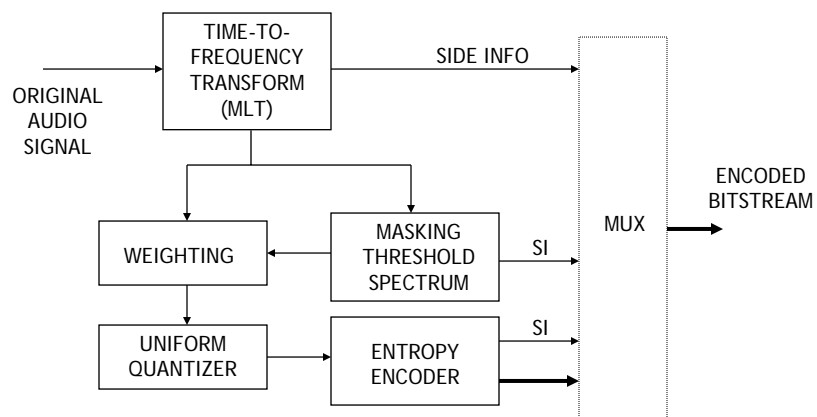 TIME-TO-
FREQUENCY
TRANSFORM
(MLT)
SIDE INFO
ORIGINAL
AUDIO
SIGNAL
ENCODED
BITSTREAM
MUX
WEIGHTING
MASKING
THRESHOLD
SPECTRUM
SI
UNIFORM
QUANTIZER
ENTROPY
ENCODER
SI